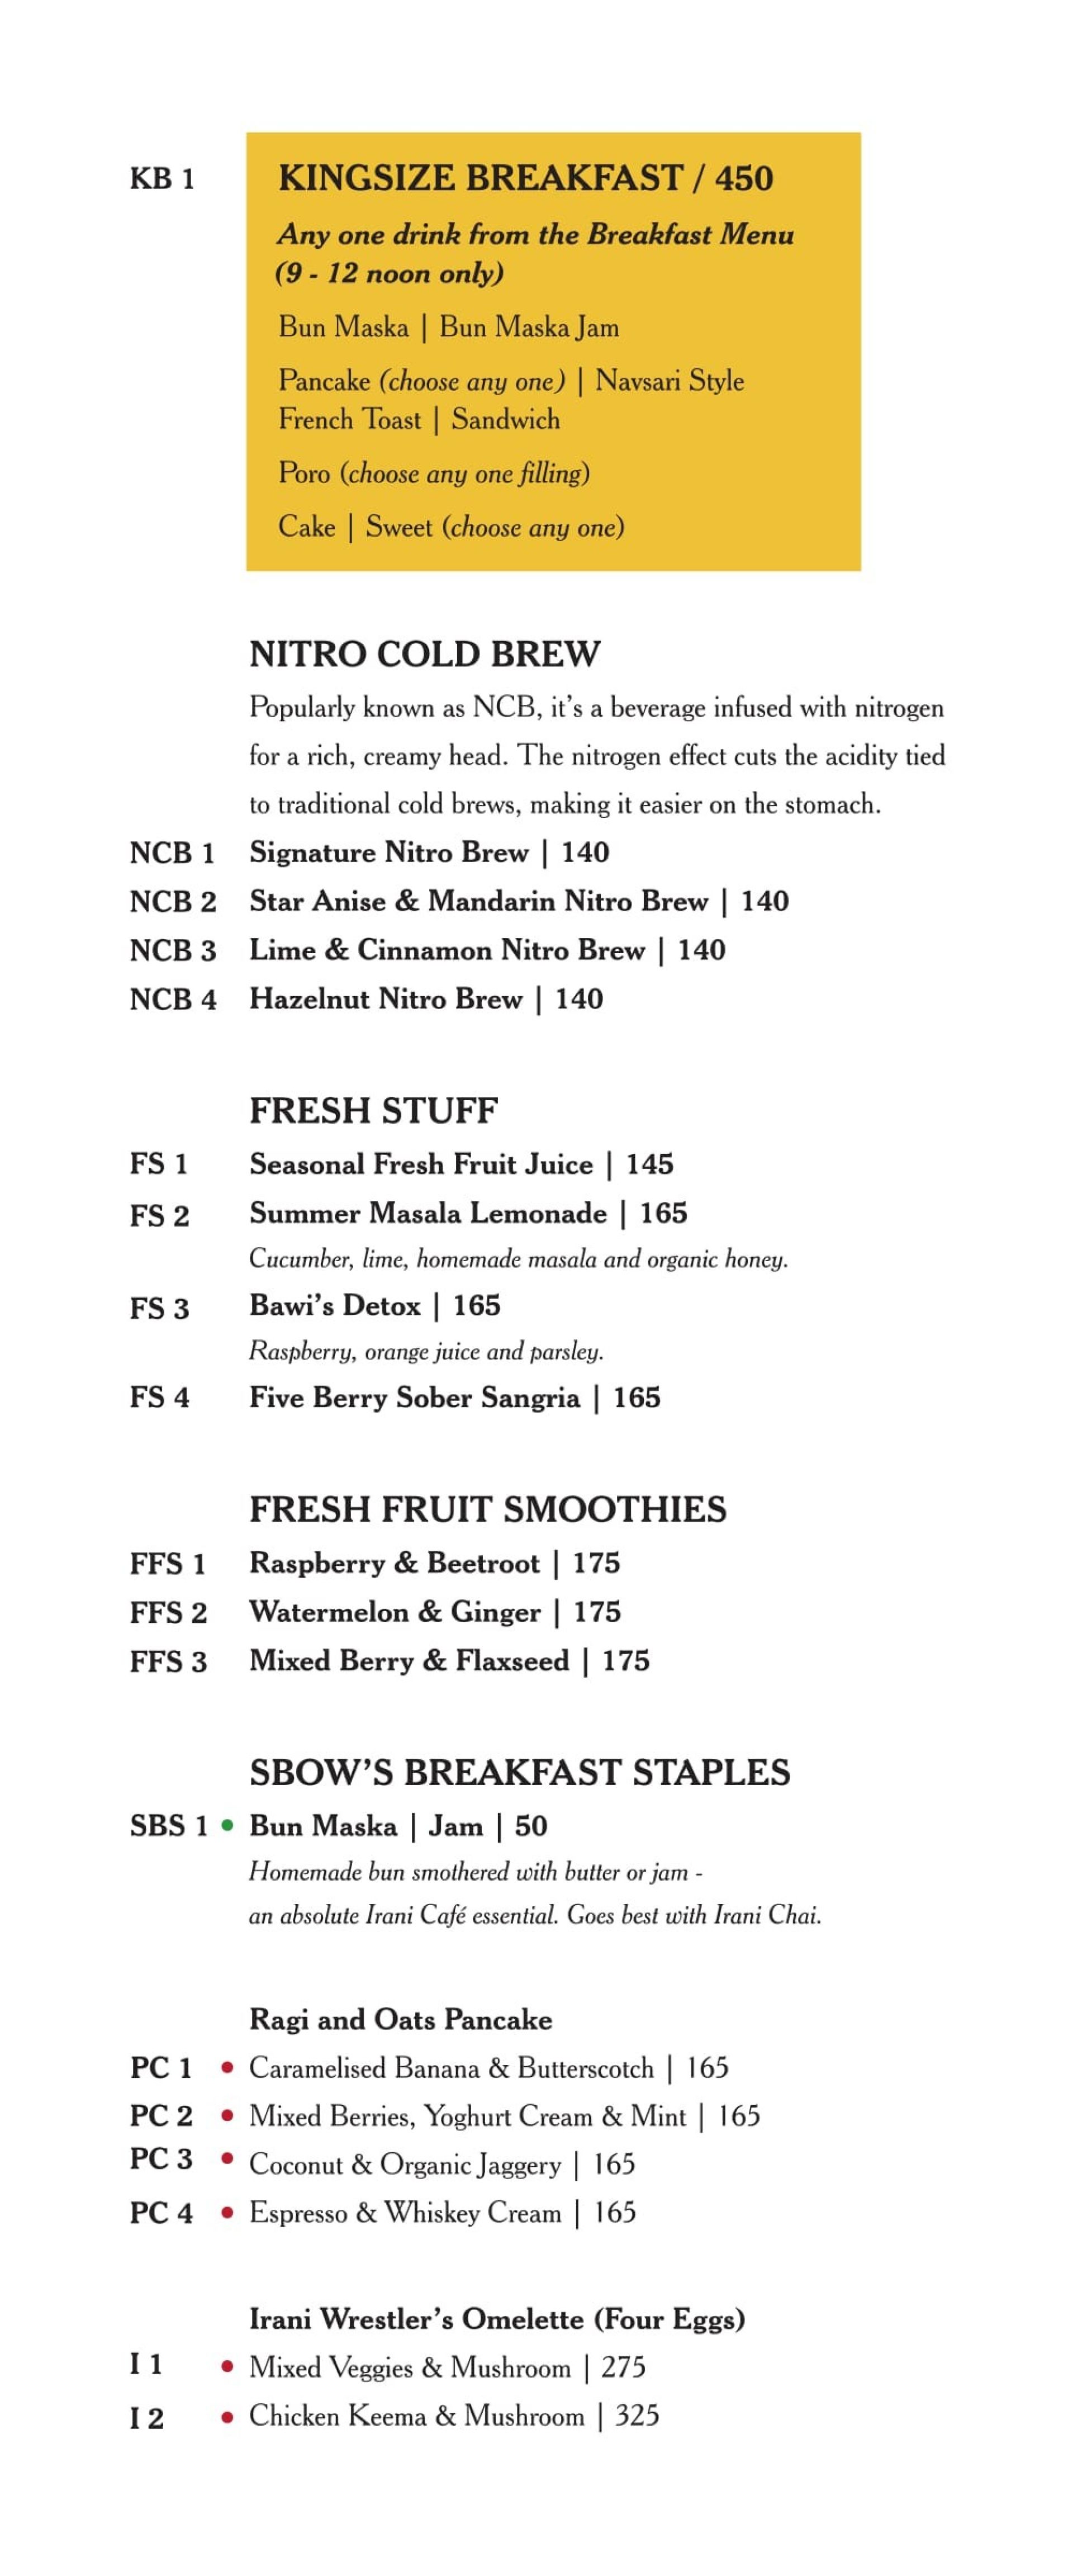 KB 1 KINGSIZE BREAKFAST / 450
Any one drink from the Breakfast Menu
(9 - 12 noon only)
Bun Maska | Bun Maska Jam
Pancake (choose any one) | Navsari Style
French Toast | Sandwich
Poro (choose any one filling)
Cake | Sweet (choose any one)
NITRO COLD BREW
Popularly known as NCB, it's a beverage infused with nitrogen
for a rich, creamy head. The nitrogen effect cuts the acidity tied
to traditional cold brews, making it easier on the stomach.
NCB 1 Signature Nitro Brew | 140
NCB 2 Star Anise & Mandarin Nitro Brew | 140
NCB 3 Lime & Cinnamon Nitro Brew | 140
NCB 4 Hazelnut Nitro Brew | 140
FRESH STUFF
FS 1 Seasonal Fresh Fruit Juice | 145
FS 2 Summer Masala Lemonade | 165
Cucumber, lime, homemade masala and organic honey.
FS 3 Bawi's Detox | 165
Raspberry, orange juice and parsley.
FS 4 Five Berry Sober Sangria | 165
FRESH FRUIT SMOOTHIES
FFS 1 Raspberry & Beetroot | 175
FFS 2 Watermelon & Ginger | 175
FFS 3 Mixed Berry & Flaxseed | 175
SBOW'S BREAKFAST STAPLES
SBS 1 Bun Maska | Jam | 50
Homemade bun smothered with butter or jam -
an absolute Irani Café essential. Goes best with Irani Chai.
Ragi and Oats Pancake
PC 1 Caramelised Banana & Butterscotch | 165
PC 2 Mixed Berries, Yoghurt Cream & Mint | 165
PC 3 Coconut & Organic Jaggery | 165
PC 4 Espresso & Whiskey Cream | 165
Irani Wrestler's Omelette (Four Eggs)
I 1 Mixed Veggies & Mushroom | 275
I 2 Chicken Keema & Mushroom | 325